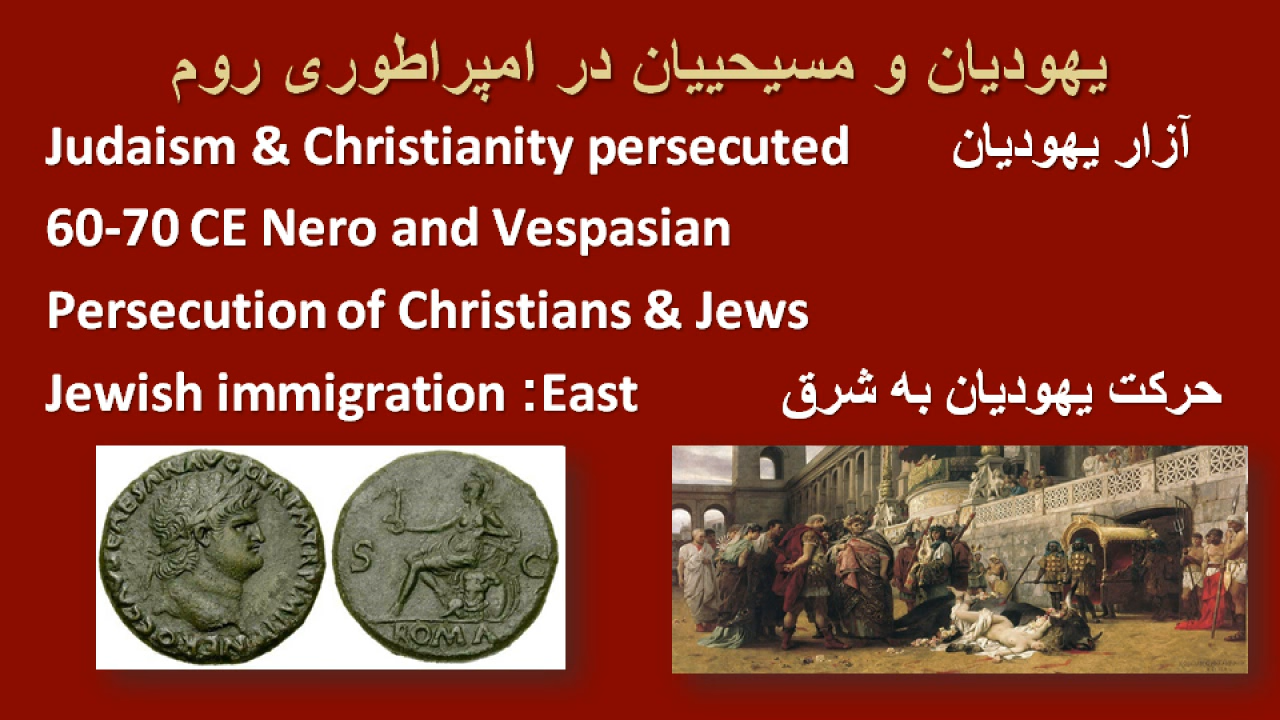 یهودیان و مسیحییان در امپراطوری روم
Judaism & Christianity persecuted آزار یهودیان
60-70 CE Nero and Vespasian
Persecution of Christians & Jews
Jewish immigration :East حرکت یهودیان به شرق
S C
ROMA